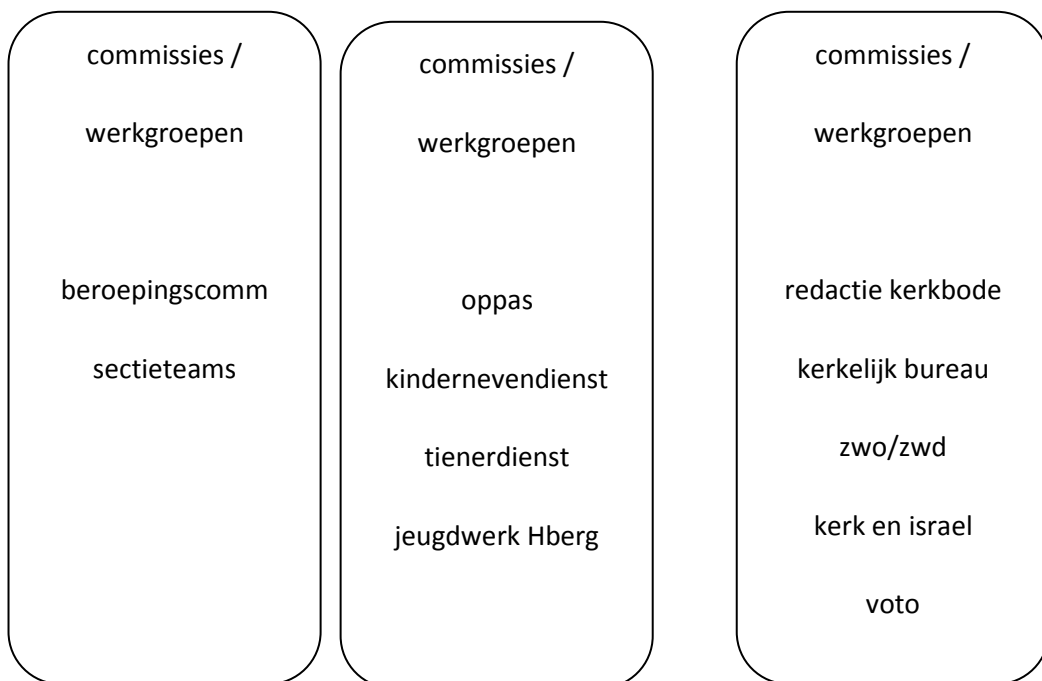 commissies /
werkgroepen
beroepingscomm
sectieteams
commissies /
werkgroepen
oppas
kindernevendienst
tienerdienst
jeugdwerk Hberg
commissies /
werkgroepen
redactie kerkbode
kerkelijk bureau
zwo/zwd
kerk en israel
voto